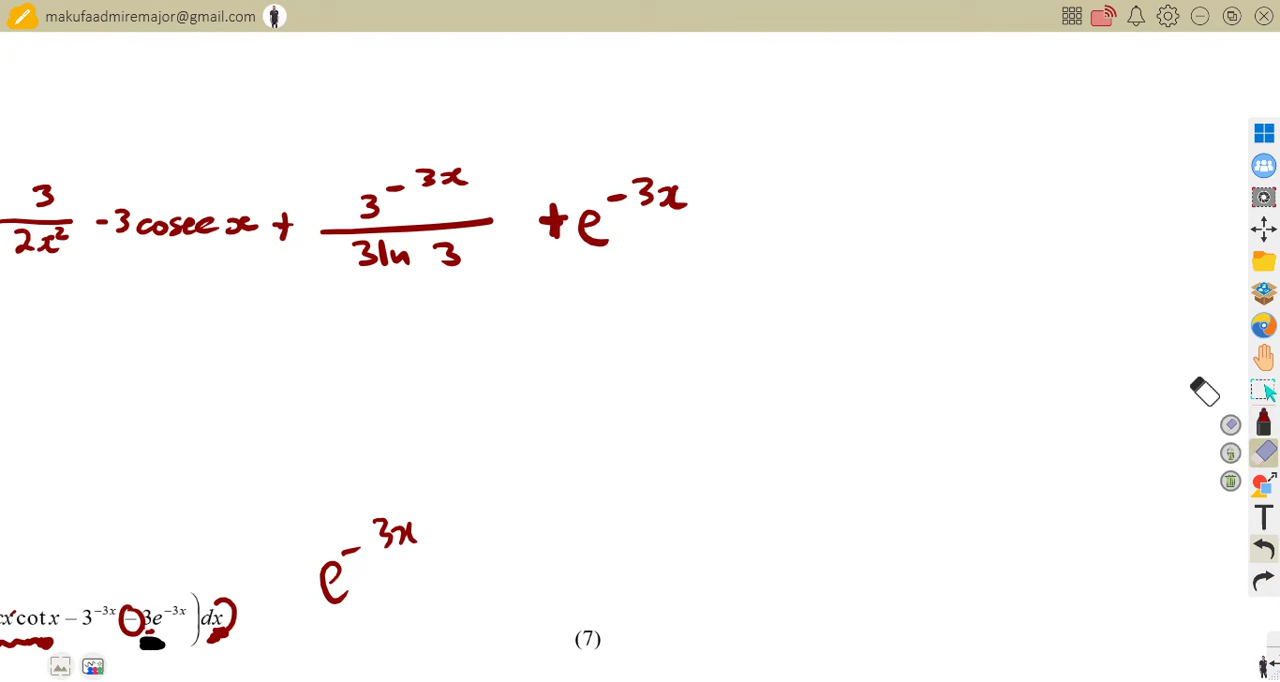 makufaadmiremajor@gmail.com
3/2x² -3cosec x + 3^{-3x}/3ln 3 + e^{-3x}
e^{-3x}
cx cot x − 3^{−3x} − 3e^{−3x}) dx
(7)
T